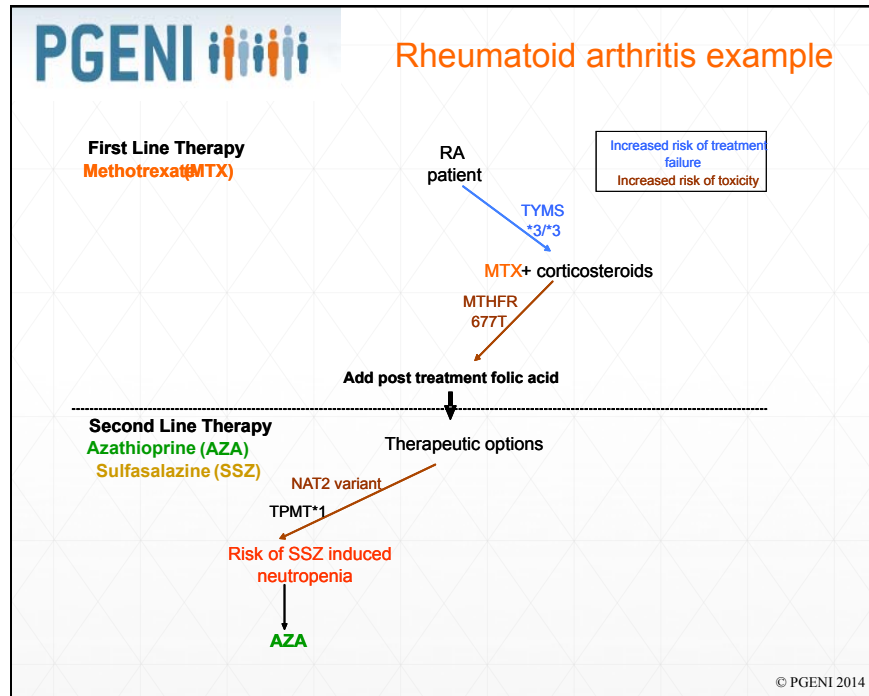 PGENI
Rheumatoid arthritis example
First Line Therapy
Methotrexate(MTX)
RA
patient
Increased risk of treatment
failure
Increased risk of toxicity
TYMS
*3/*3
MTX+ corticosteroids
MTHFR
677T
Add post treatment folic acid
Second Line Therapy
Azathioprine (AZA)
Sulfasalazine (SSZ)
Therapeutic options
NAT2 variant
TPMT*1
Risk of SSZ induced
neutropenia
AZA
© PGENI 2014